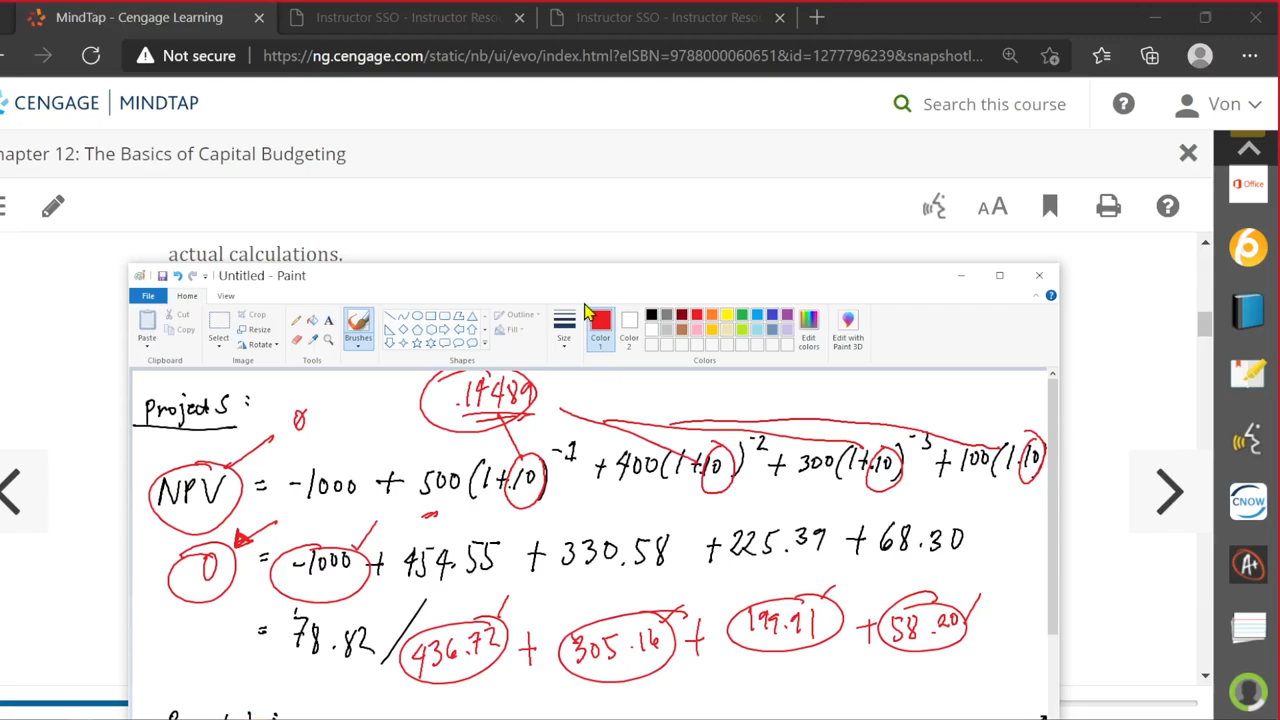 MindTap - Cengage Learning
Instructor SSO - Instructor Reso
Instructor SSO - Instructor Reso
Not secure
https://ng.cengage.com/static/nb/ui/evo/index.html?eISBN=9788000060651&id=1277796239&snapshotI...
CENGAGE MINDTAP
Search this course
Von
hapter 12: The Basics of Capital Budgeting
AA
Office
actual calculations.
Untitled - Paint
File Home View
Paste
Cut
Copy
Clipboard
Select
Crop
Resize
Rotate
Image
A
Tools
Brushes
Outline
Fill
Shapes
Size
Color 1
Color 2
Edit colors
Colors
Edit with Paint 3D
CNOW
A+
Project S :
.14489
0
NPV = -1000 + 500(1+.10)-1 +400(1+.10)-2 + 300(1+.10)-3 + 100(1.10
0 = -1000 + 454.55 + 330.58 +225.39 +68.30
= 78.82 / 436.72 + 305.16 + 199.91 +58.20